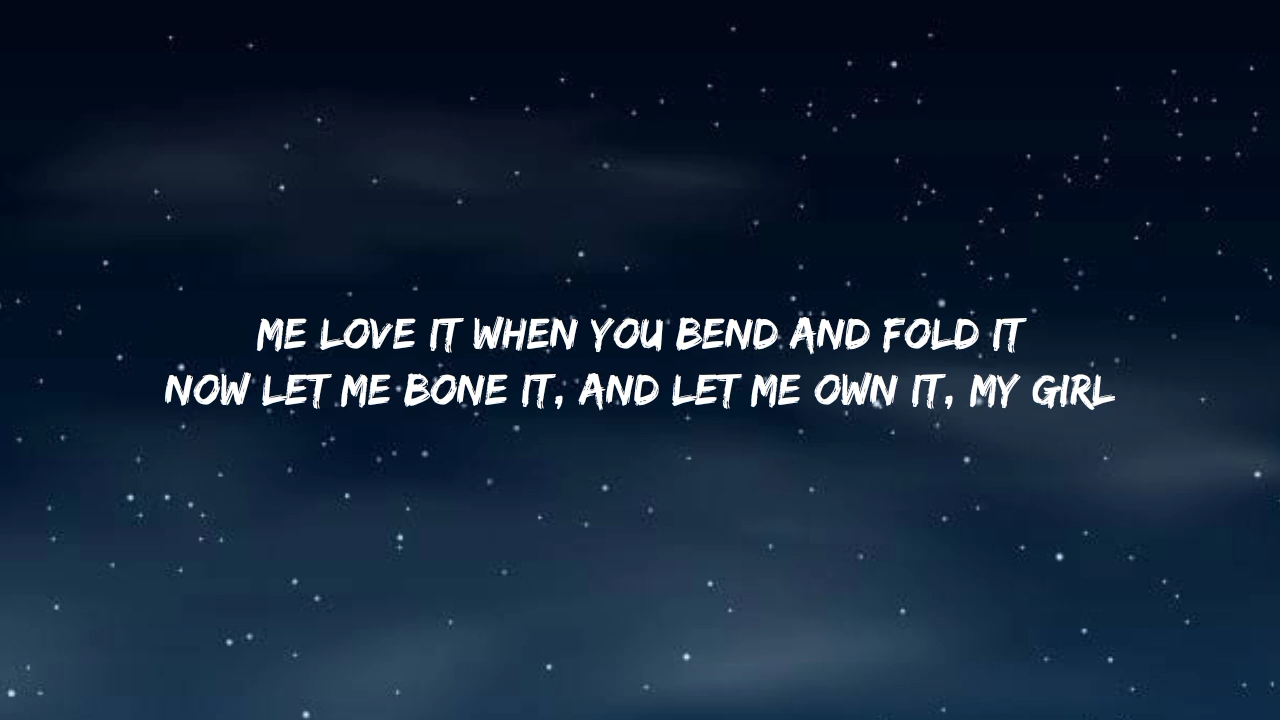 ME LOVE IT WHEN YOU BEND AND FOLD IT
NOW LET ME BONE IT, AND LET ME OWN IT, MY GIRL